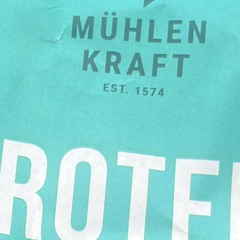 MÜHLEN
KRAFT
EST. 1574
ROTE